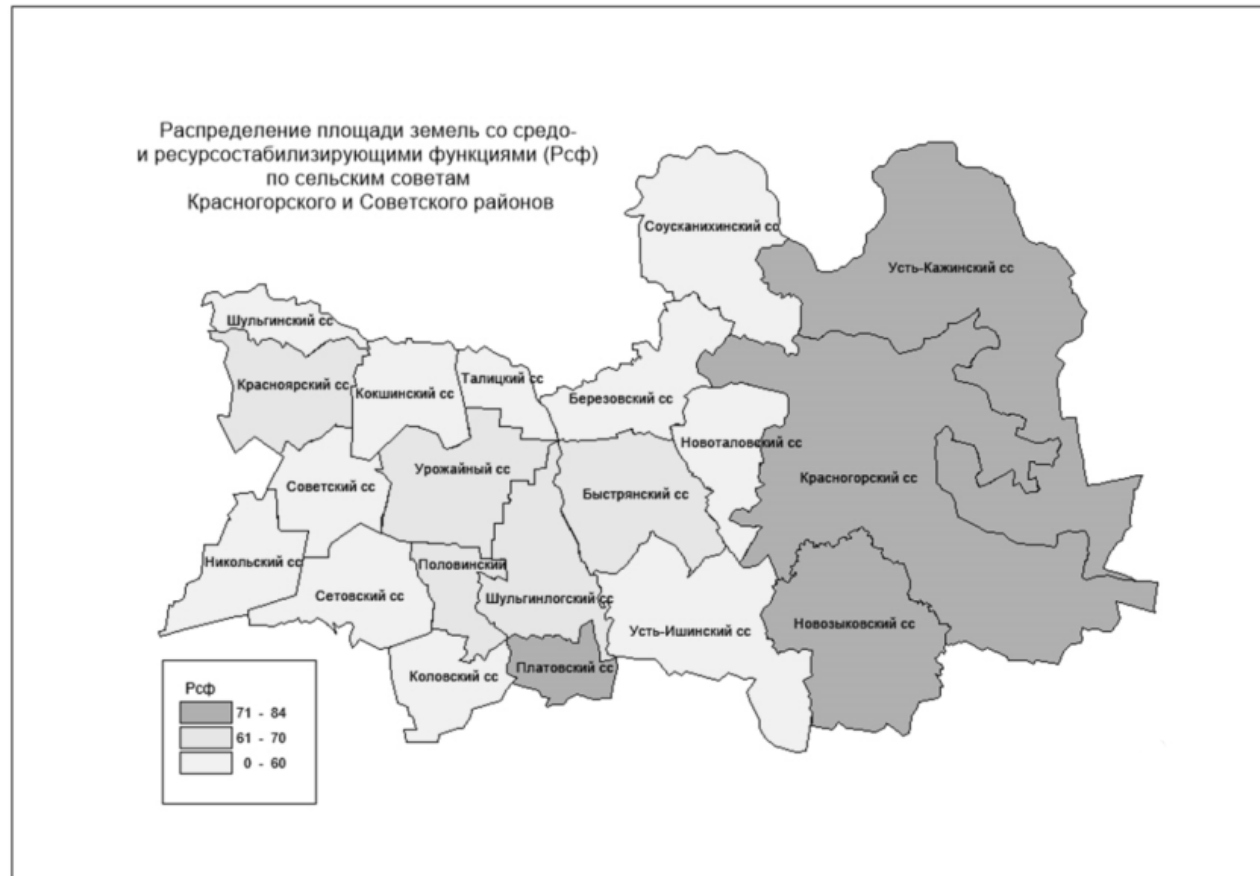 Распределение площади земель со средо-
и ресурсостабилизирующими функциями (Рсф)
по сельским советам
Красногорского и Советского районов
Соусканихинский сс
Усть-Кажинский сс
Шульгинский сс
Красноярский сс
Кокшинский сс
Талицкий сс
Березовский сс
Новоталовский сс
Урожайный сс
Советский сс
Быстрянский сс
Красногорский сс
Никольский сс
Половинский
Сетовский сс
Шульгинлогский сс
Усть-Ишинский сс
Новозыковский сс
Коловский сс
Платовский сс
Рсф
71 - 84
61 - 70
0 - 60